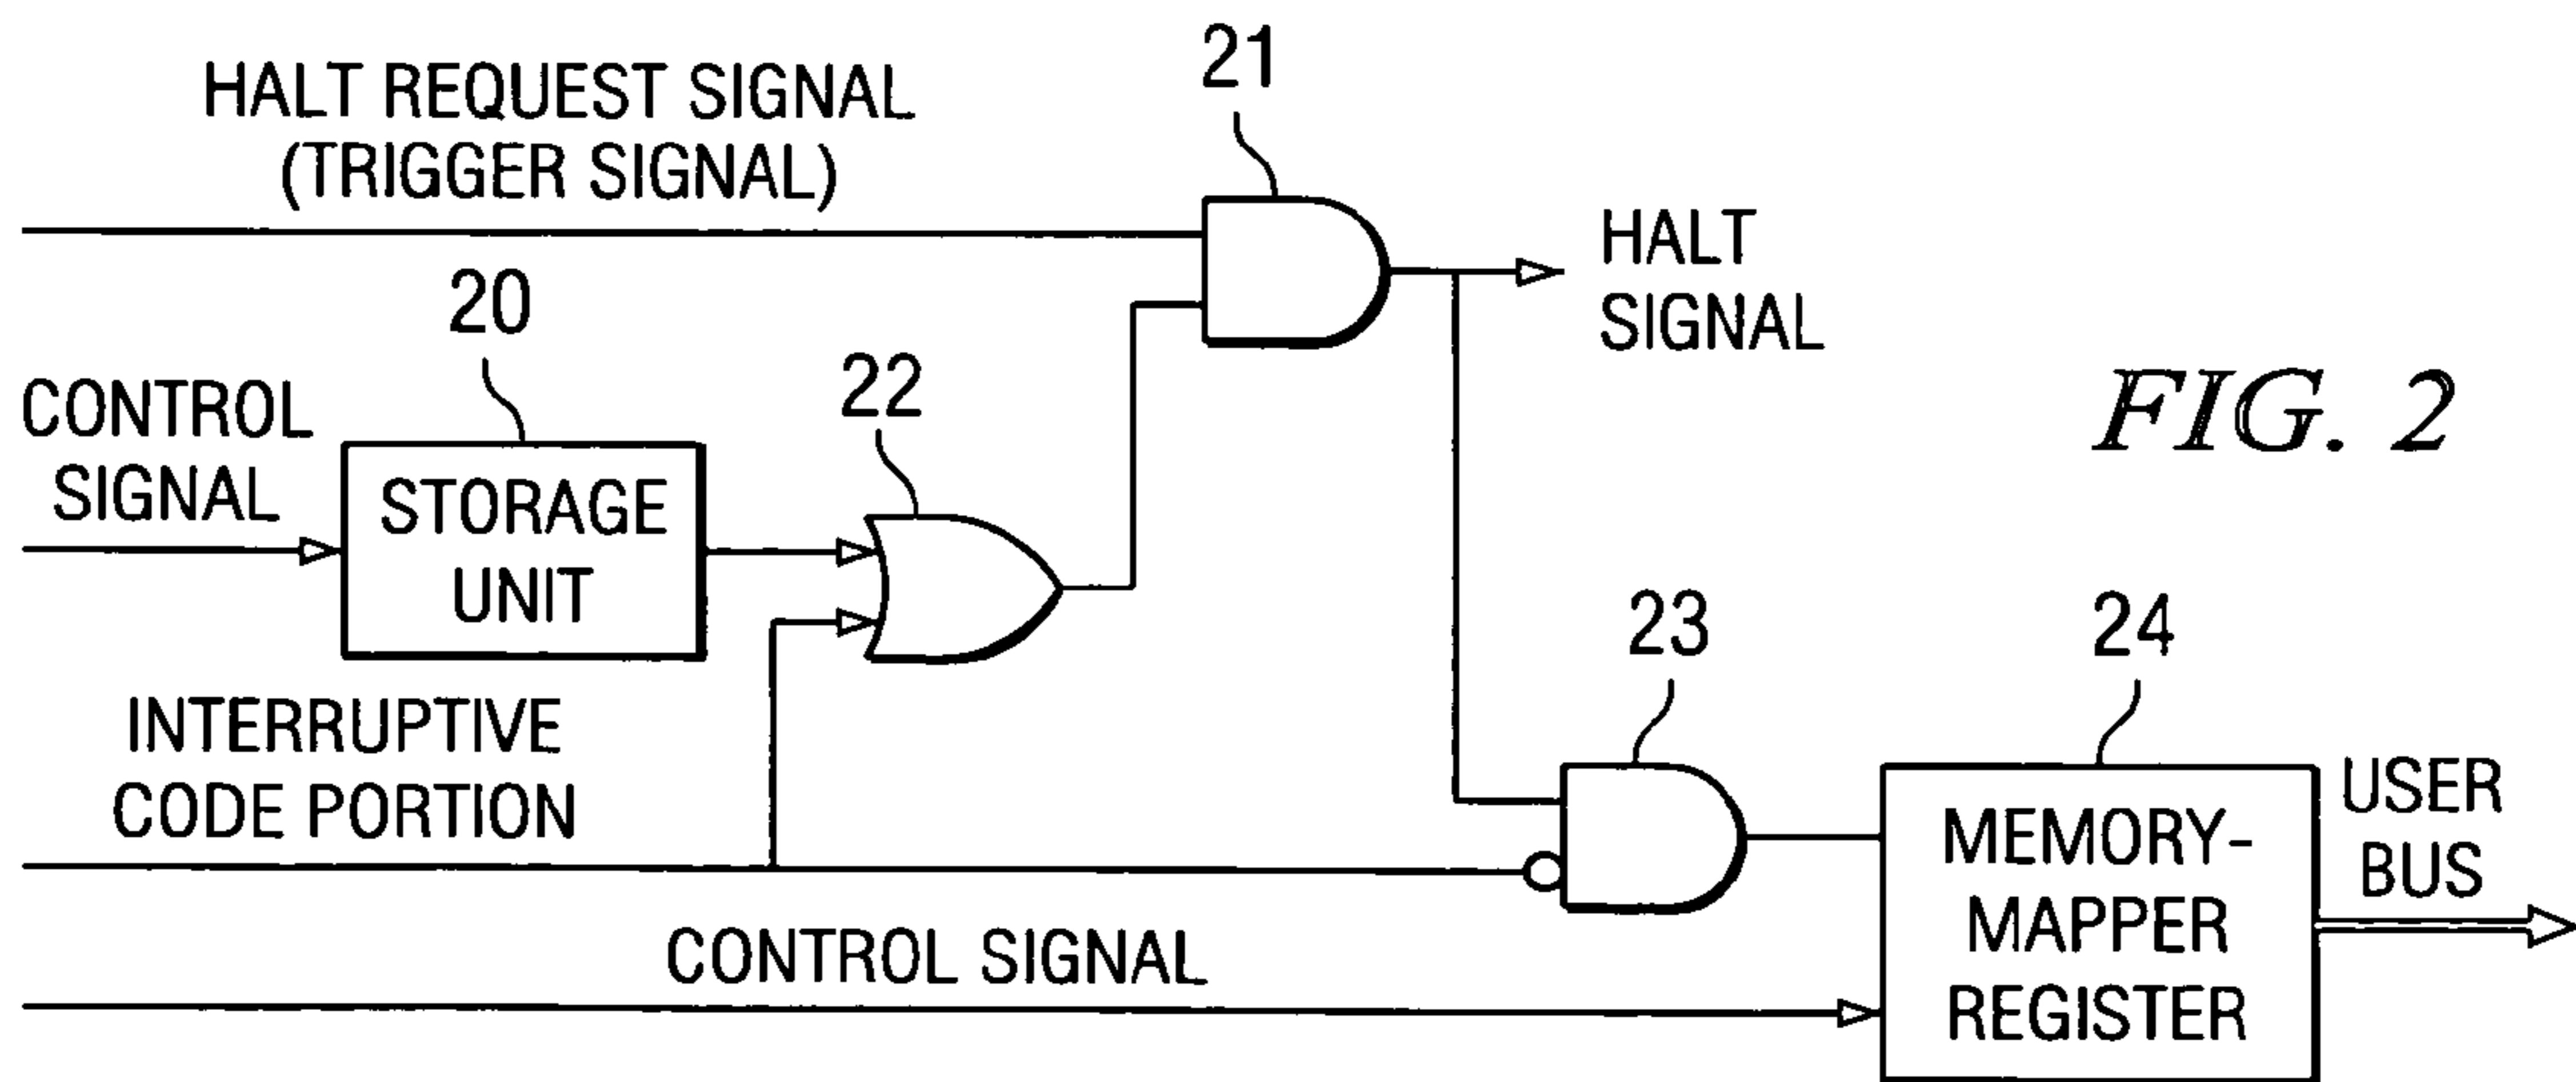 21
HALT REQUEST SIGNAL
(TRIGGER SIGNAL)
HALT
SIGNAL
20
22
CONTROL
SIGNAL
STORAGE
UNIT
FIG. 2
INTERRUPTIVE
CODE PORTION
23
24
USER
BUS
MEMORY-
MAPPER
REGISTER
CONTROL SIGNAL